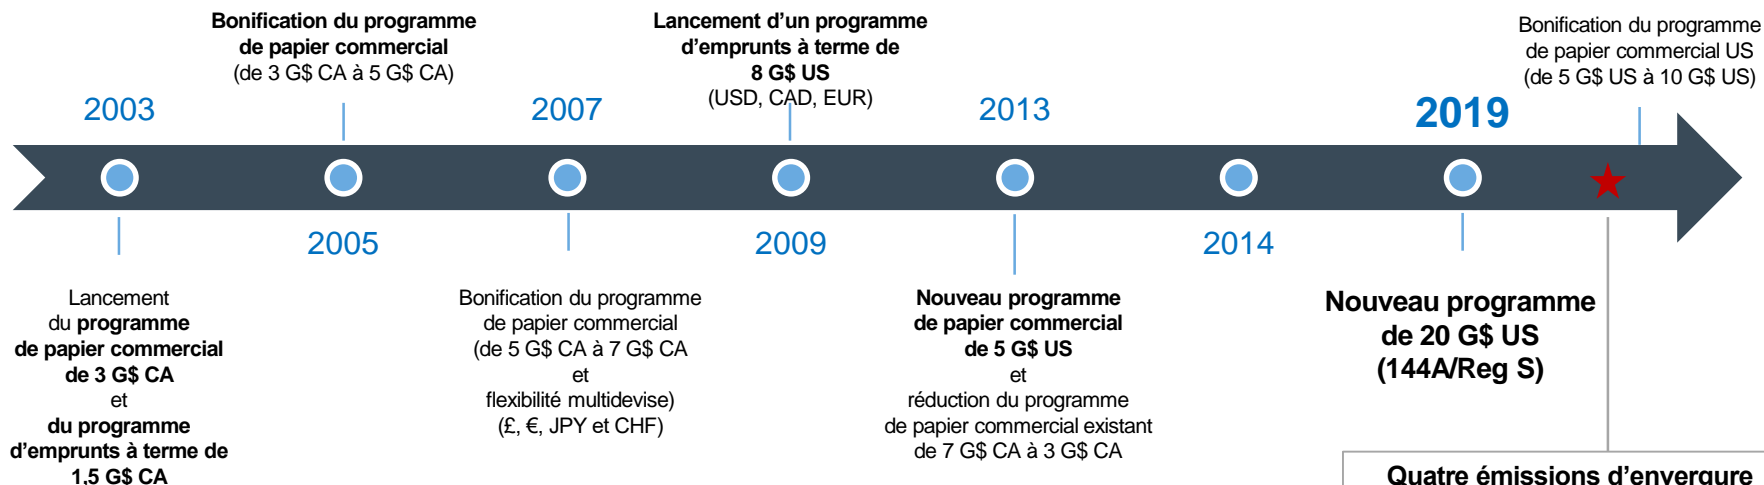 Bonification du programme
de papier commercial
(de 3 G$ CA à 5 G$ CA)
Lancement d'un programme
d'emprunts à terme de
8 G$ US
(USD, CAD, EUR)
Bonification du programme
de papier commercial US
(de 5 G$ US à 10 G$ US)
2003
2007
2013
2019
2005
2009
2014
Lancement
du programme
de papier commercial
de 3 G$ CA
et
du programme
d'emprunts à terme de
1,5 G$ CA
Bonification du programme
de papier commercial
(de 5 G$ CA à 7 G$ CA
et
flexibilité multidevise)
(£, €, JPY et CHF)
Nouveau programme
de papier commercial
de 5 G$ US
et
réduction du programme
de papier commercial existant
de 7 G$ CA à 3 G$ CA
Nouveau programme
de 20 G$ US
(144A/Reg S)
Quatre émissions d'envergure